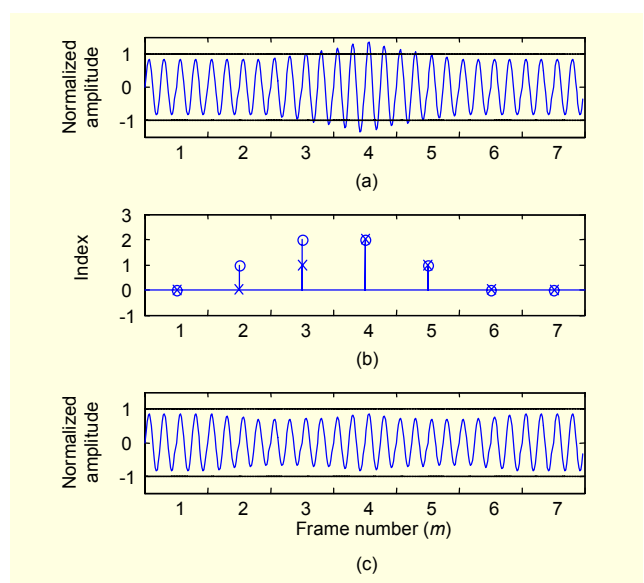 Normalized
amplitude
1
0
-1
1 2 3 4 5 6 7
(a)
Index
3
2
1
0
-1
1 2 3 4 5 6 7
(b)
Normalized
amplitude
1
0
-1
1 2 3 4 5 6 7
Frame number (m)
(c)